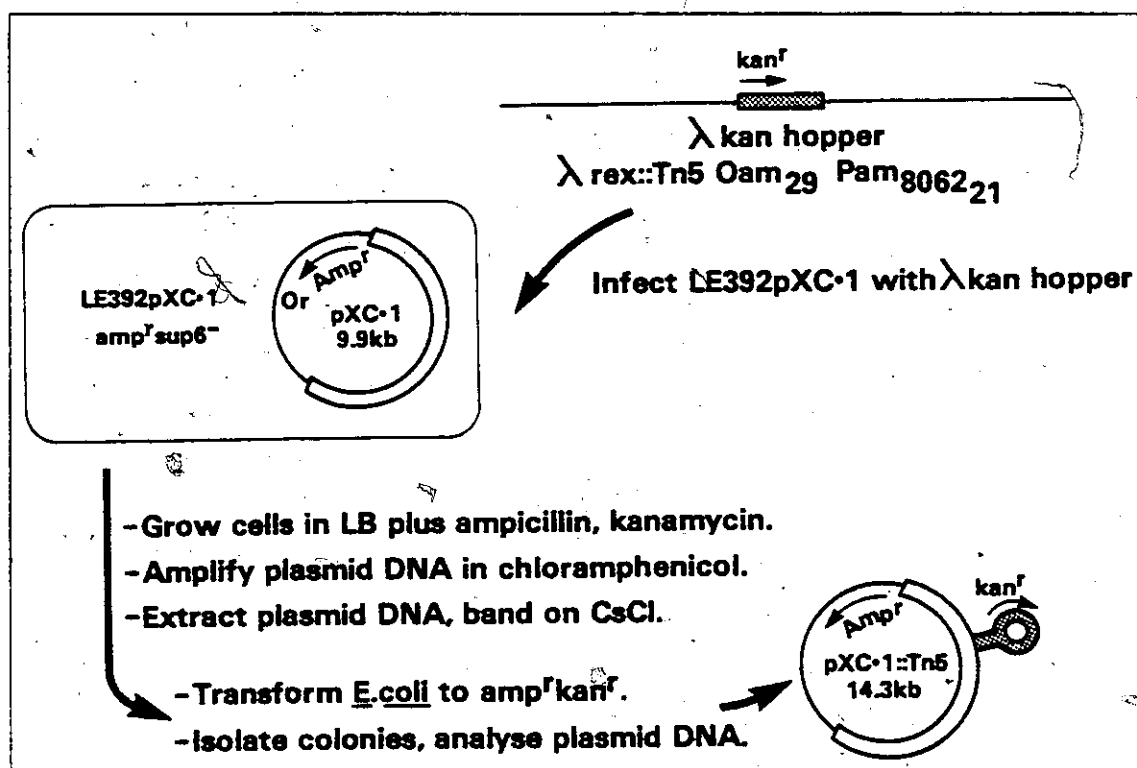 kanʳ
λ kan hopper
λ rex::Tn5 Oam₂₉ Pam₈₀₆₂₂₁
Infect LE392pXC•1 with λ kan hopper
LE392pXC•1
ampʳsup6⁻
Ampʳ
Or
pXC•1
9.9kb
-Grow cells in LB plus ampicillin, kanamycin.
-Amplify plasmid DNA in chloramphenicol.
-Extract plasmid DNA, band on CsCl.
-Transform E.coli to ampʳkanʳ.
-Isolate colonies, analyse plasmid DNA.
kanʳ
Ampʳ
pXC•1::Tn5
14.3kb